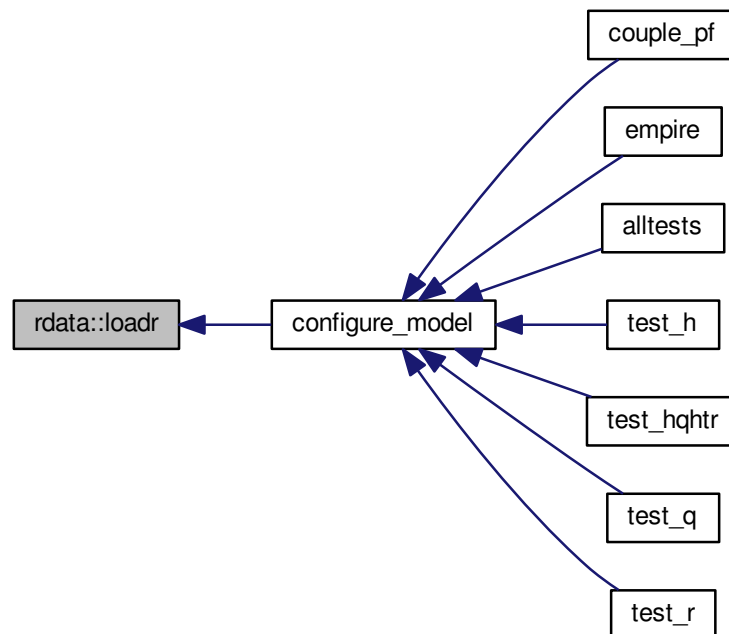 couple_pf
empire
alltests
rdata::loadr
configure_model
test_h
test_hqhtr
test_q
test_r